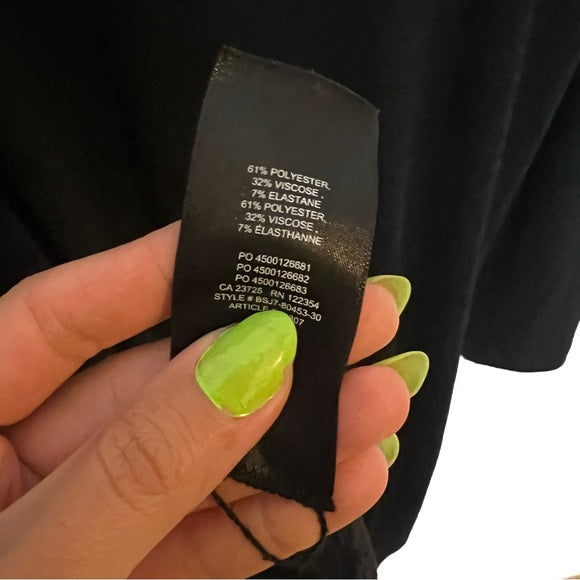 61% POLYESTER,
32% VISCOSE,
7% ELASTANE
61% POLYESTER,
32% VISCOSE,
7% ÉLASTHANNE
PO 4500126681
PO 4500126682
PO 4500126683
CA 23725 RN 122354
STYLE # BSJ7-80453-30
ARTICLE